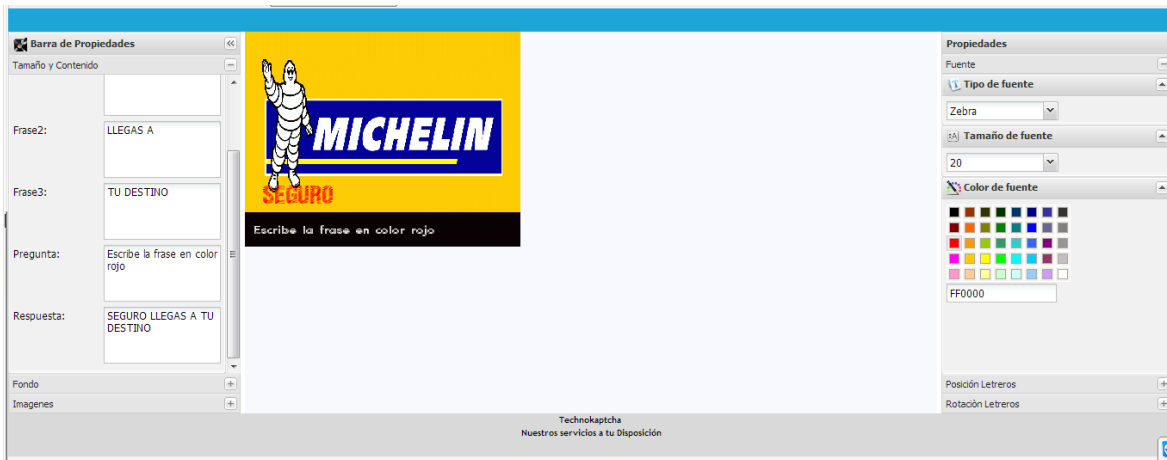 Barra de Propiedades
Tamaño y Contenido
Frase2:
LLEGAS A
Frase3:
TU DESTINO
Pregunta:
Escribe la frase en color
rojo
Respuesta:
SEGURO LLEGAS A TU
DESTINO
Fondo
Imagenes
MICHELIN
SEGURO
Escribe la frase en color rojo
Propiedades
Fuente
Tipo de fuente
Zebra
Tamaño de fuente
20
Color de fuente
FF0000
Posición Letreros
Rotaciòn Letreros
Technokaptcha
Nuestros servicios a tu Disposición